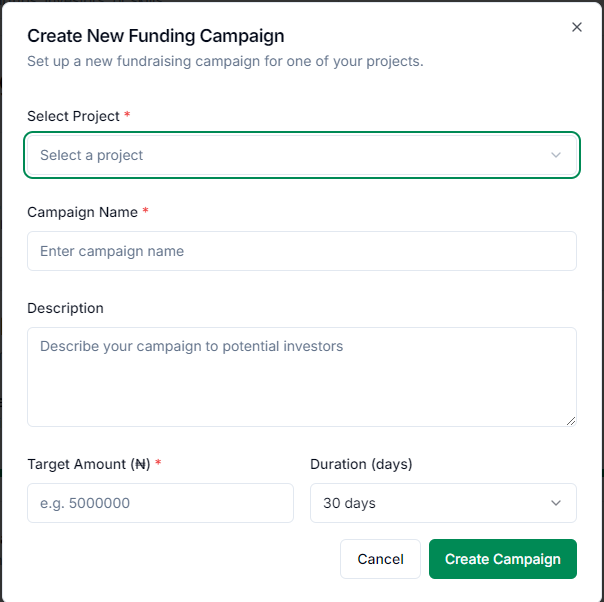 Create New Funding Campaign
Set up a new fundraising campaign for one of your projects.
Select Project *
Select a project
Campaign Name *
Enter campaign name
Description
Describe your campaign to potential investors
Target Amount (₦) *
Duration (days)
e.g. 5000000
30 days
Cancel
Create Campaign